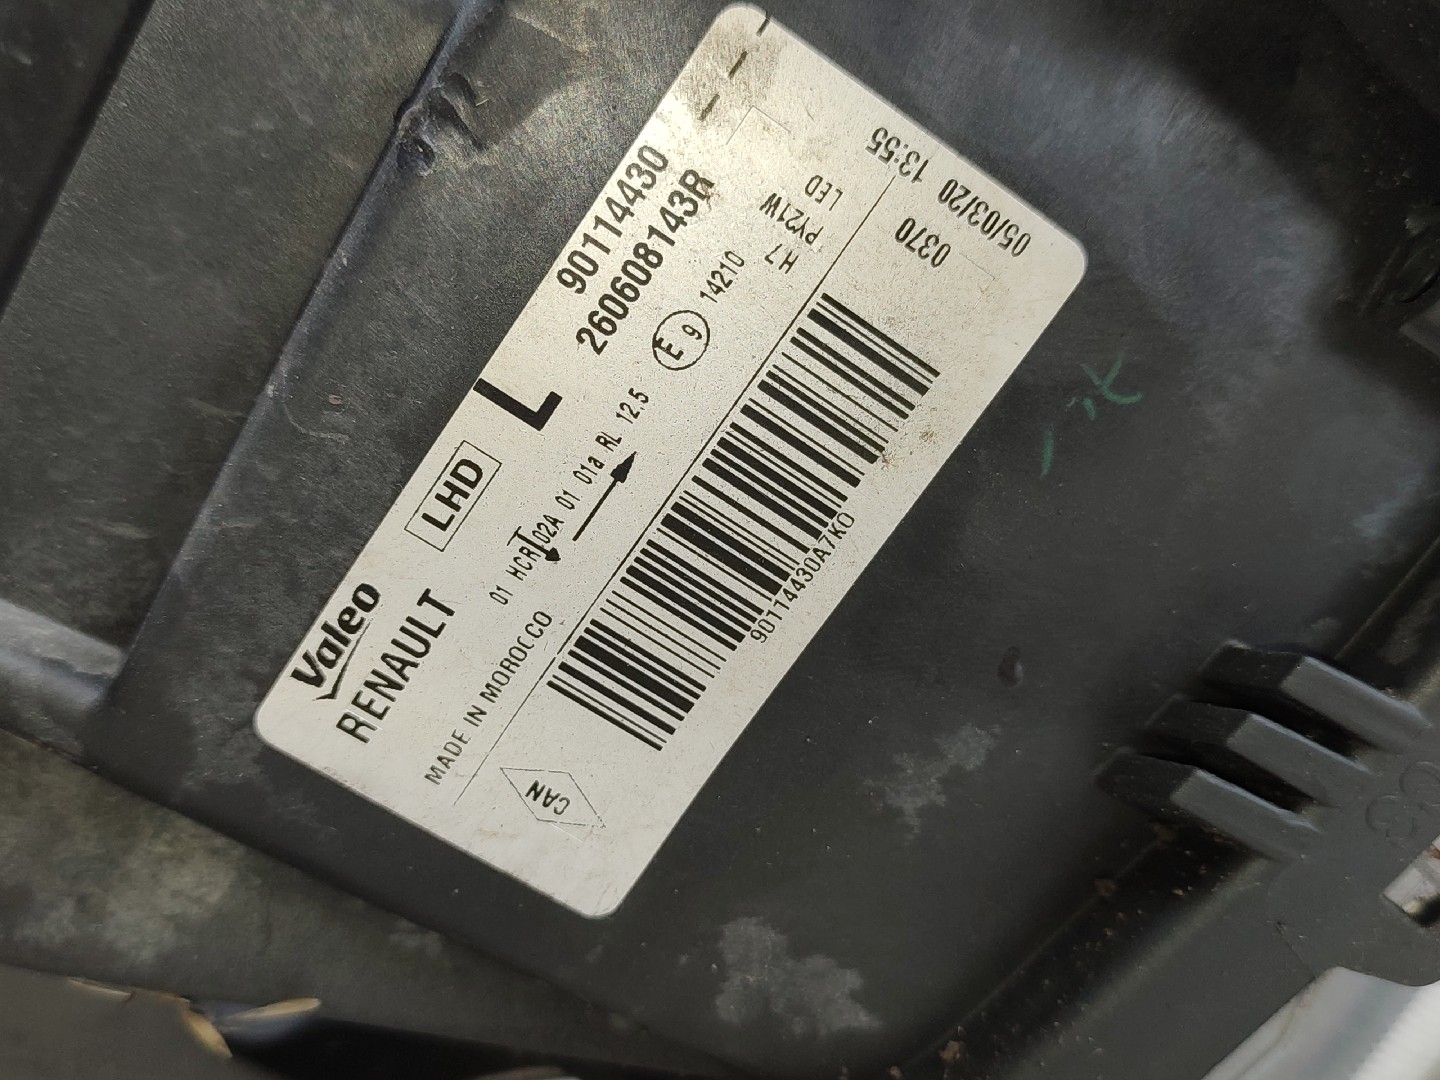 Valeo
RENAULT
LHD
L
90114430
260608143R
01 HCR 02A 01 01a RL 12.5
E 9
14210
H7
PY21W
LED
MADE IN MOROCCO
CAN
90114430A7K0
0370
05/03/20 13:55